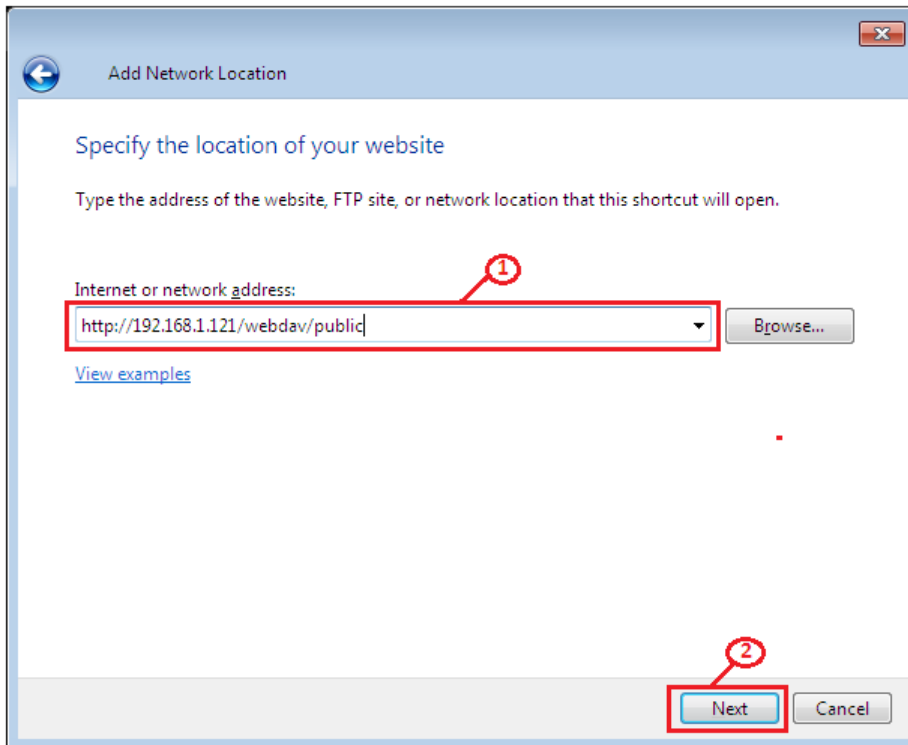 Add Network Location
Specify the location of your website
Type the address of the website, FTP site, or network location that this shortcut will open.
1
Internet or network address:
http://192.168.1.121/webdav/public
Browse...
View examples
2
Next
Cancel